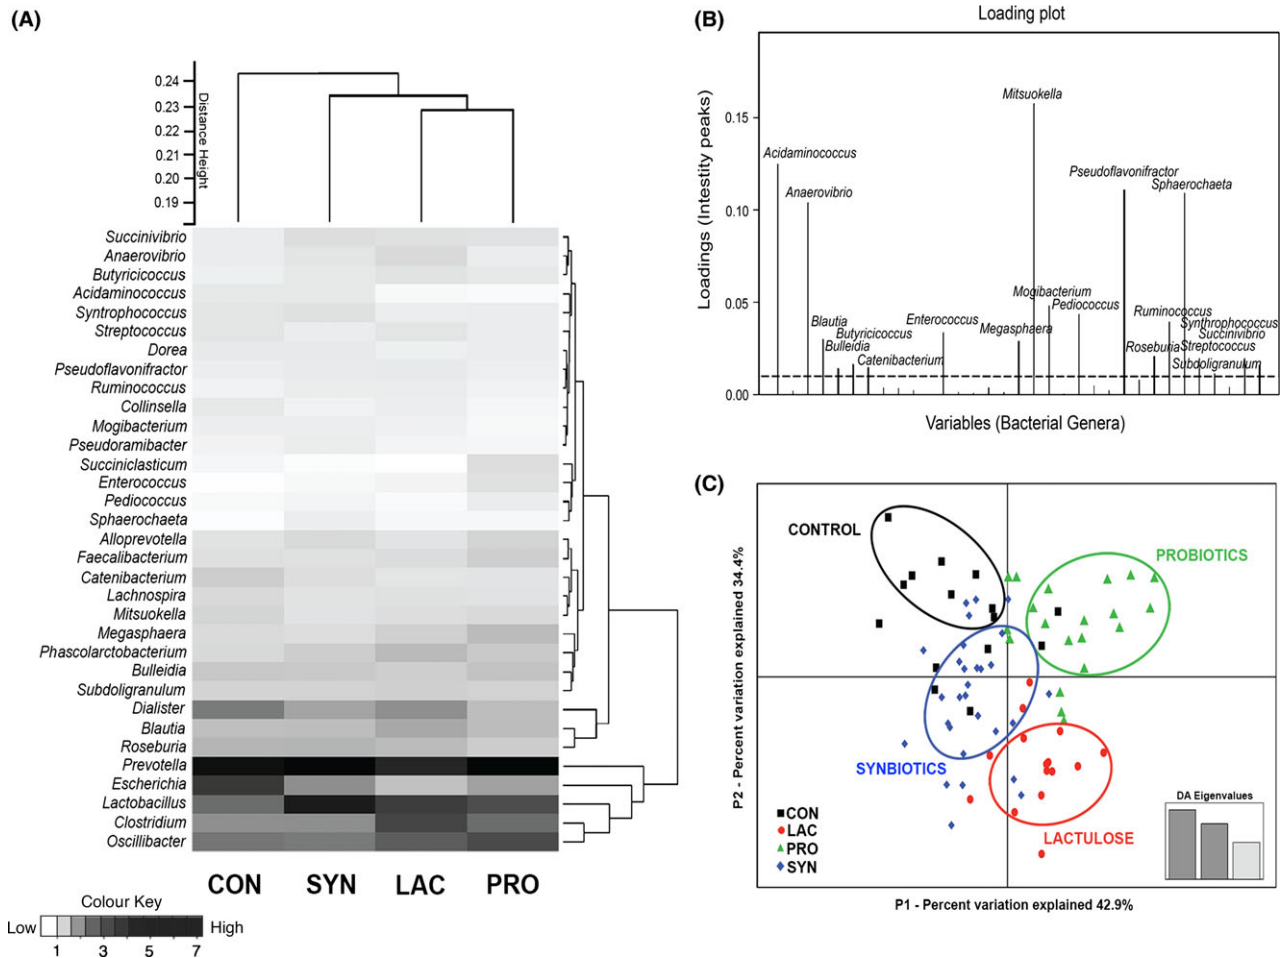 (A)
0.24
0.23
0.22
0.21
0.20
0.19
Distance Height
Succinivibrio
Anaerovibrio
Butyricicoccus
Acidaminococcus
Syntrophococcus
Streptococcus
Dorea
Pseudoflavonifractor
Ruminococcus
Collinsella
Mogibacterium
Pseudoramibacter
Succiniclasticum
Enterococcus
Pediococcus
Sphaerochaeta
Alloprevotella
Faecalibacterium
Catenibacterium
Lachnospira
Mitsuokella
Megasphaera
Phascolarctobacterium
Bulleidia
Subdoligranulum
Dialister
Blautia
Roseburia
Prevotella
Escherichia
Lactobacillus
Clostridium
Oscillibacter
CON SYN LAC PRO
Colour Key
Low High
1 3 5 7
(B)
Loading plot
Loadings (Intestity peaks)
0.15
0.10
0.05
0.00
Mitsuokella
Acidaminococcus
Pseudoflavonifractor
Sphaerochaeta
Anaerovibrio
Mogibacterium
Pediococcus
Ruminococcus
Enterococcus
Blautia
Synthrophococcus
Megasphaera
Butyricicoccus
Succinivibrio
Bulleidia
Roseburia
Streptococcus
Catenibacterium
Subdoligranulum
Variables (Bacterial Genera)
(C)
P2 - Percent variation explained 34.4%
CONTROL
PROBIOTICS
SYNBIOTICS
LACTULOSE
CON
LAC
PRO
SYN
DA Eigenvalues
P1 - Percent variation explained 42.9%